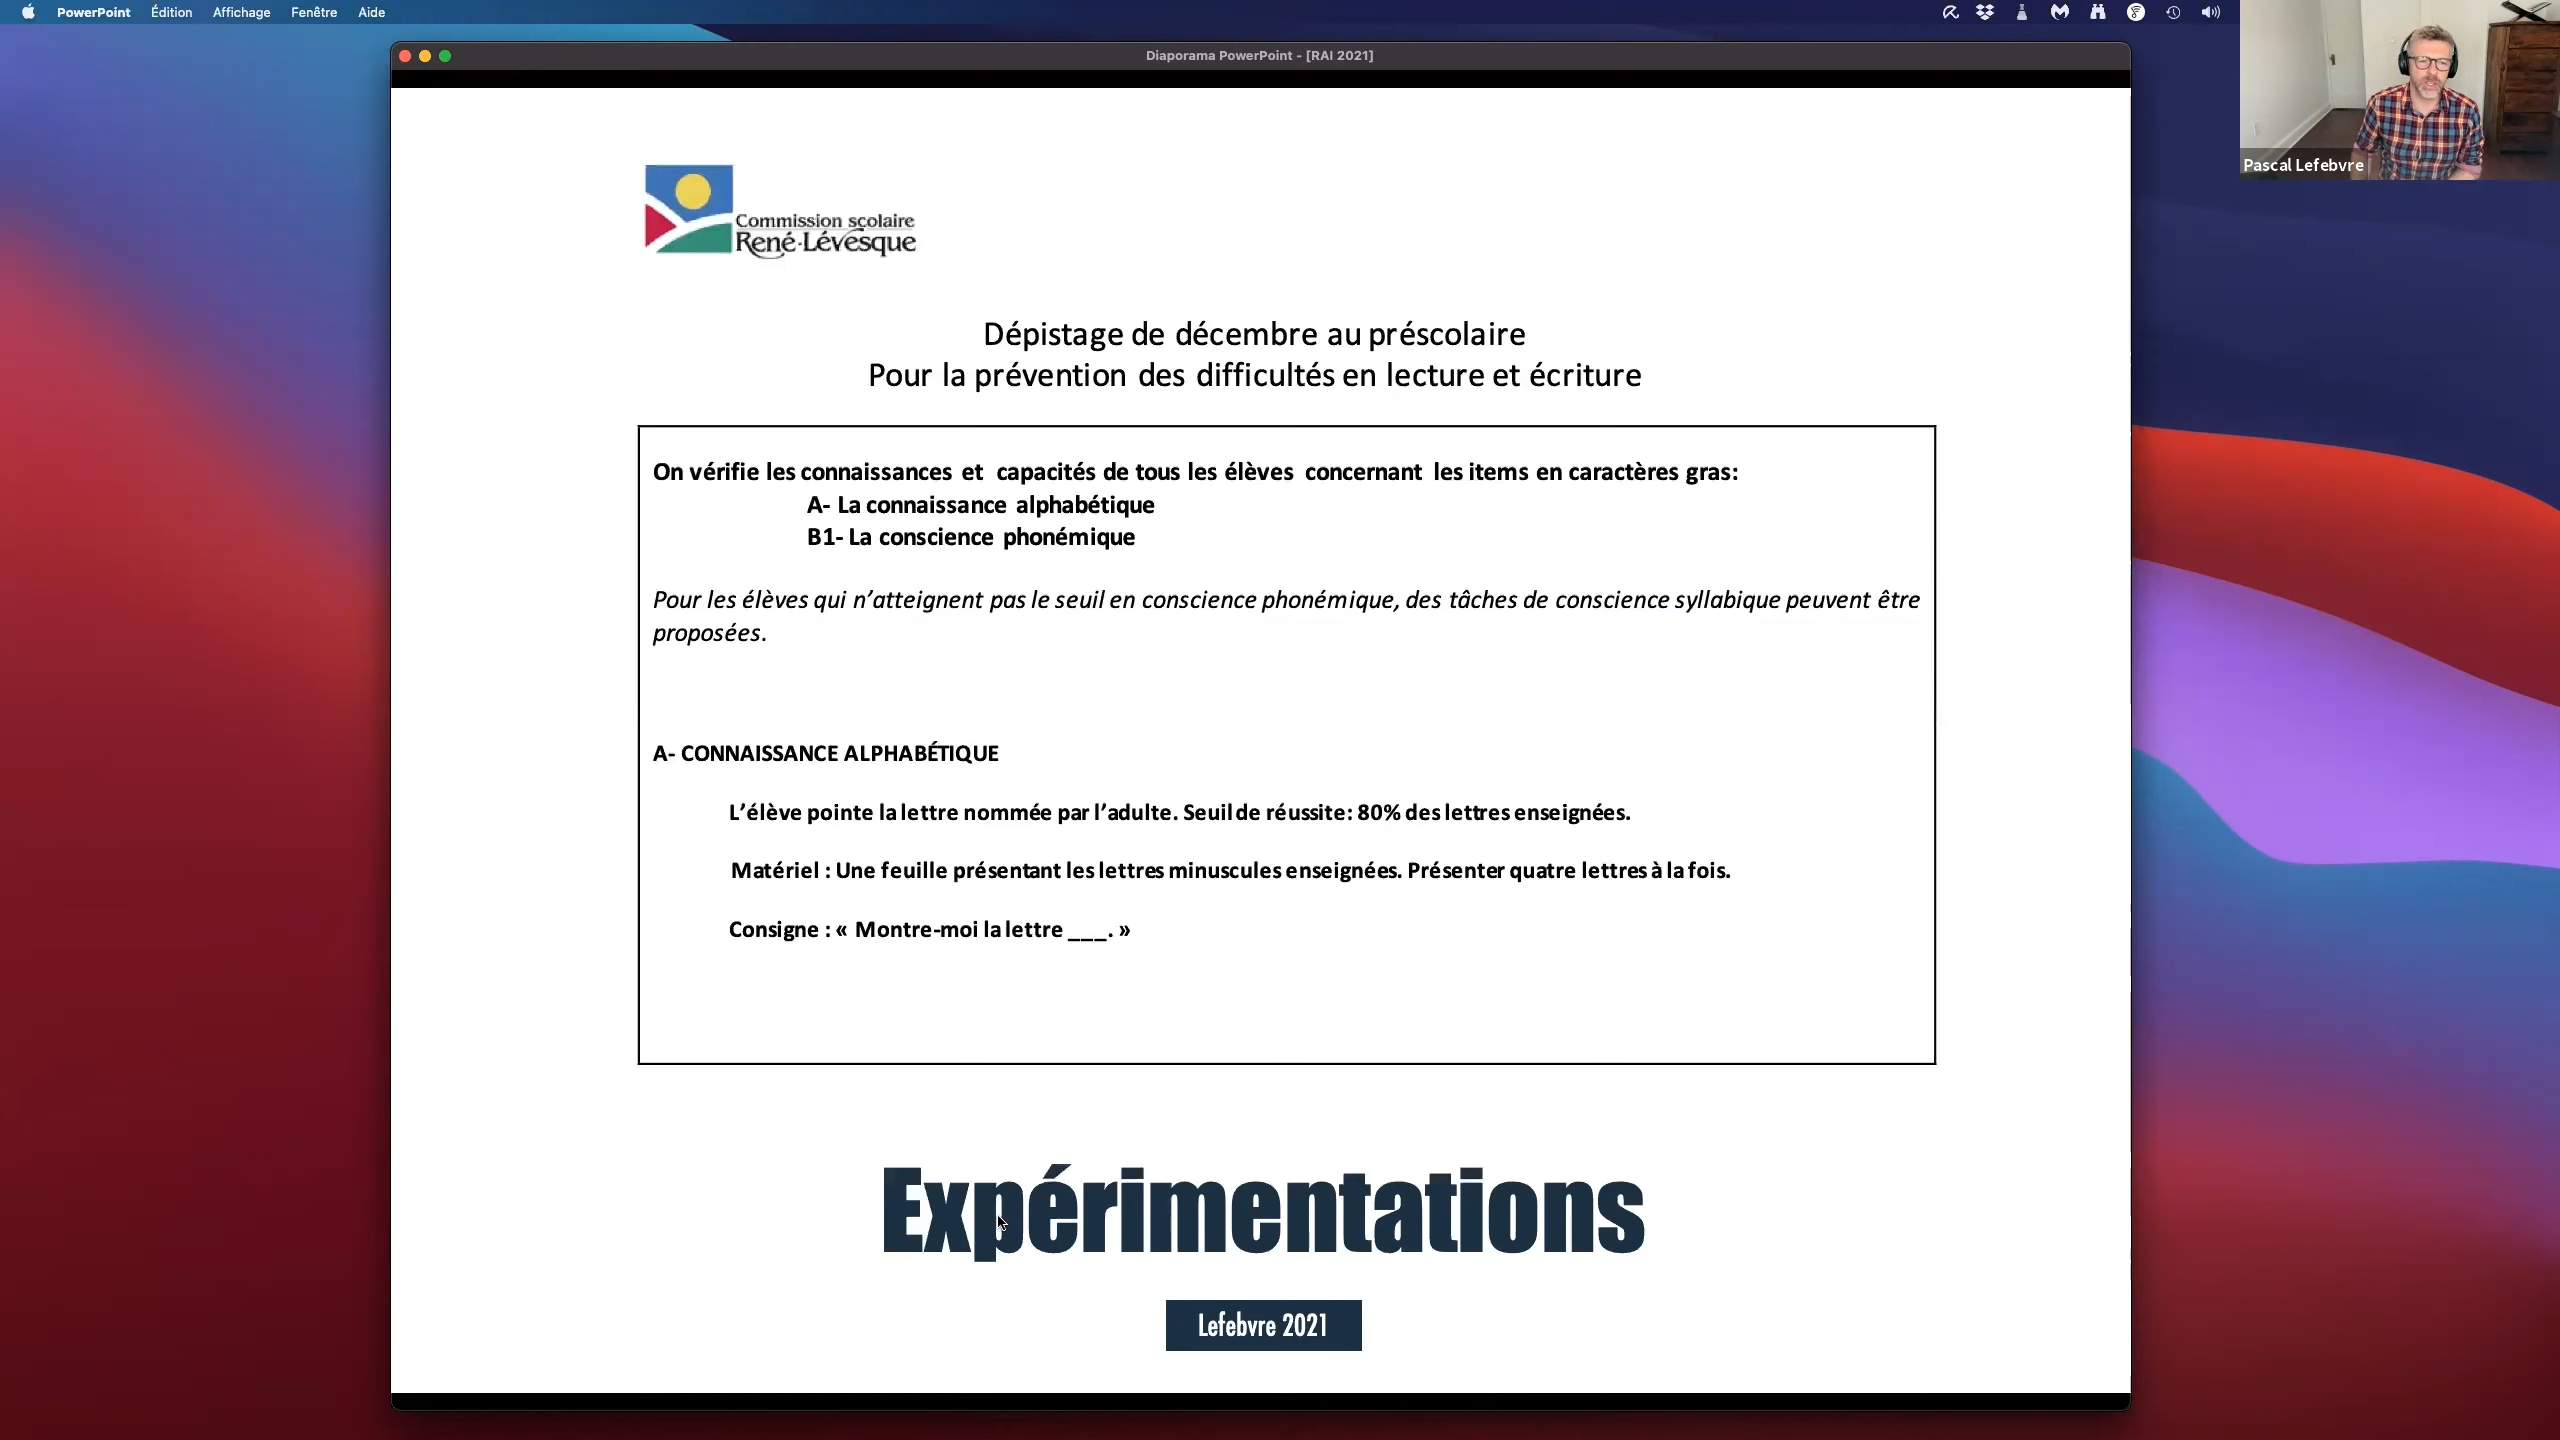 PowerPoint Édition Affichage Fenêtre Aide
Diaporama PowerPoint - [RAI 2021]
Pascal Lefebvre
Commission scolaire
René-Lévesque
Dépistage de décembre au préscolaire
Pour la prévention des difficultés en lecture et écriture
On vérifie les connaissances et capacités de tous les élèves concernant les items en caractères gras:
A- La connaissance alphabétique
B1- La conscience phonémique
Pour les élèves qui n’atteignent pas le seuil en conscience phonémique, des tâches de conscience syllabique peuvent être
proposées.
A- CONNAISSANCE ALPHABÉTIQUE
L’élève pointe la lettre nommée par l’adulte. Seuil de réussite: 80% des lettres enseignées.
Matériel : Une feuille présentant les lettres minuscules enseignées. Présenter quatre lettres à la fois.
Consigne : « Montre-moi la lettre ___. »
Expérimentations
Lefebvre 2021